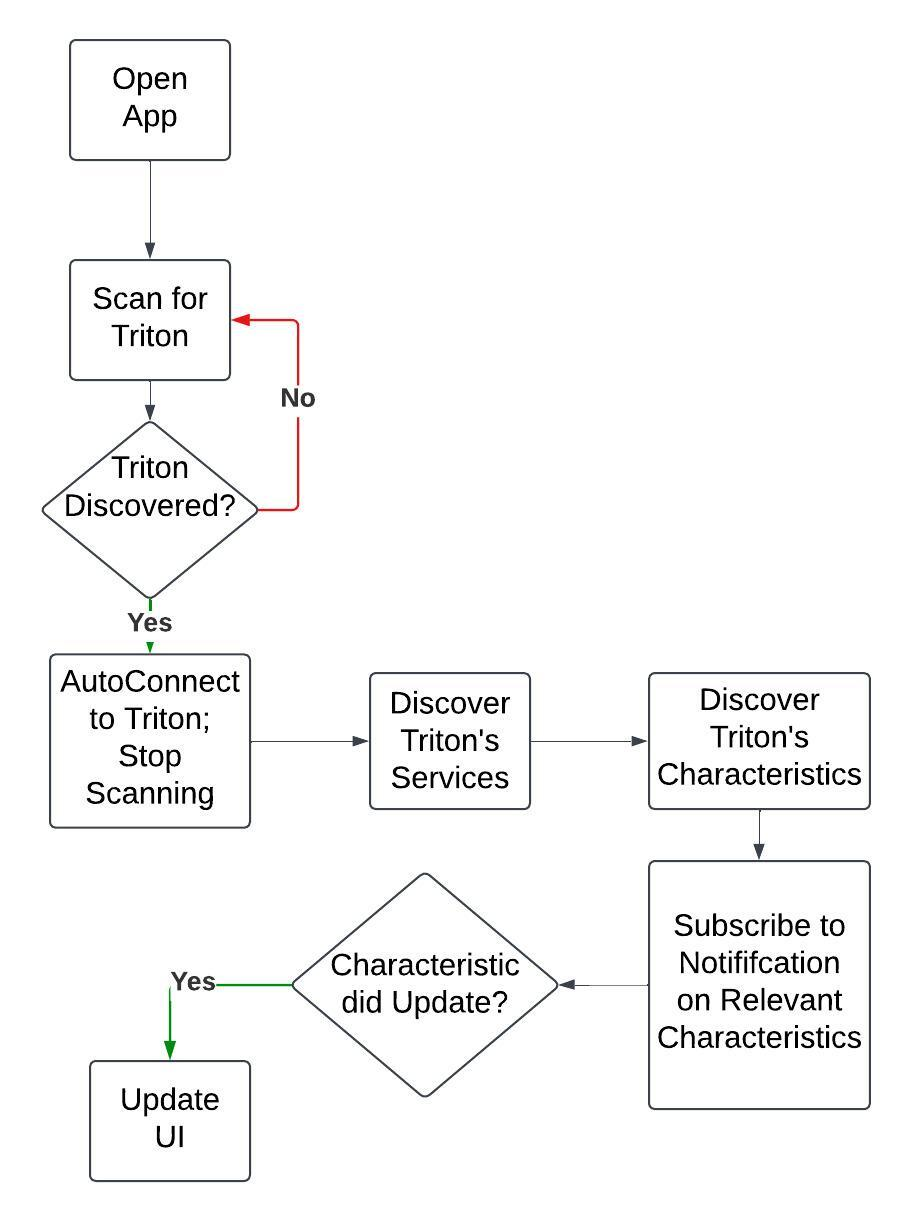 Open
App
Scan for
Triton
No
Triton
Discovered?
Yes
AutoConnect
to Triton;
Stop
Scanning
Discover
Triton's
Services
Discover
Triton's
Characteristics
Subscribe to
Notififcation
on Relevant
Characteristics
Characteristic
did Update?
Yes
Update
UI